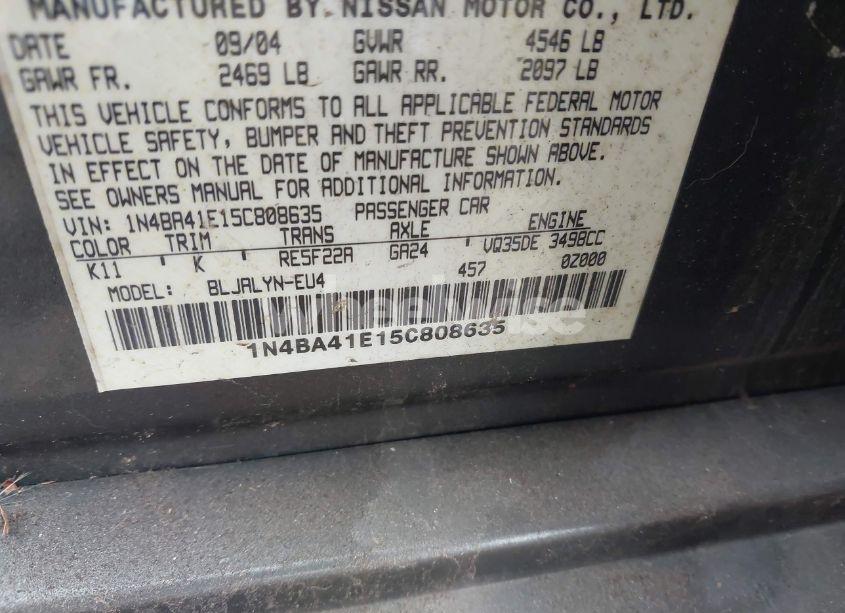 MANUFACTURED BY NISSAN MOTOR CO., LTD.
DATE 09/04 GVWR 4546 LB
GAWR FR. 2469 LB GAWR RR. 2097 LB
THIS VEHICLE CONFORMS TO ALL APPLICABLE FEDERAL MOTOR
VEHICLE SAFETY, BUMPER AND THEFT PREVENTION STANDARDS
IN EFFECT ON THE DATE OF MANUFACTURE SHOWN ABOVE.
SEE OWNERS MANUAL FOR ADDITIONAL INFORMATION.
VIN: 1N4BA41E15C808635 PASSENGER CAR
COLOR TRIM TRANS AXLE ENGINE
K11 K RE5F22A GA24 VQ35DE 3498CC
457 0Z000
MODEL: BLJALYN-EU4
1N4BA41E15C808635